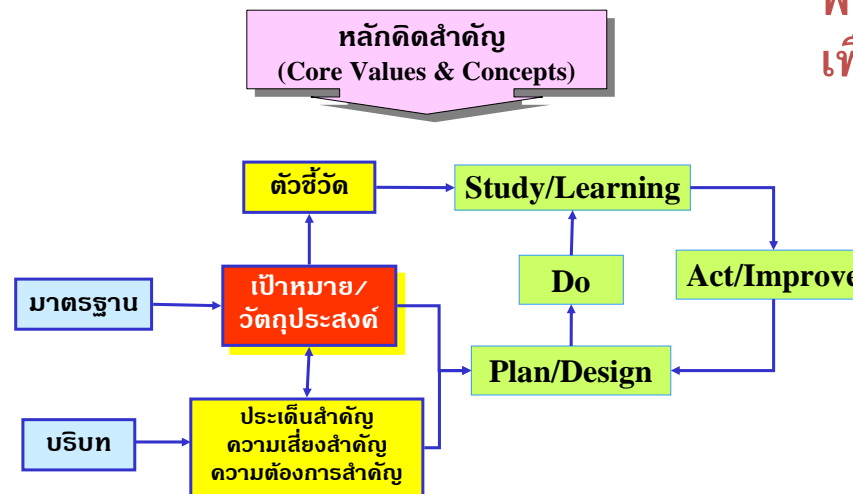 หลักคิดสำคัญ
(Core Values & Concepts)
ตัวชี้วัด
Study/Learning
มาตรฐาน
เป้าหมาย/
วัตถุประสงค์
Do
Act/Improve
Plan/Design
บริบท
ประเด็นสำคัญ
ความเสี่ยงสำคัญ
ความต้องการสำคัญ